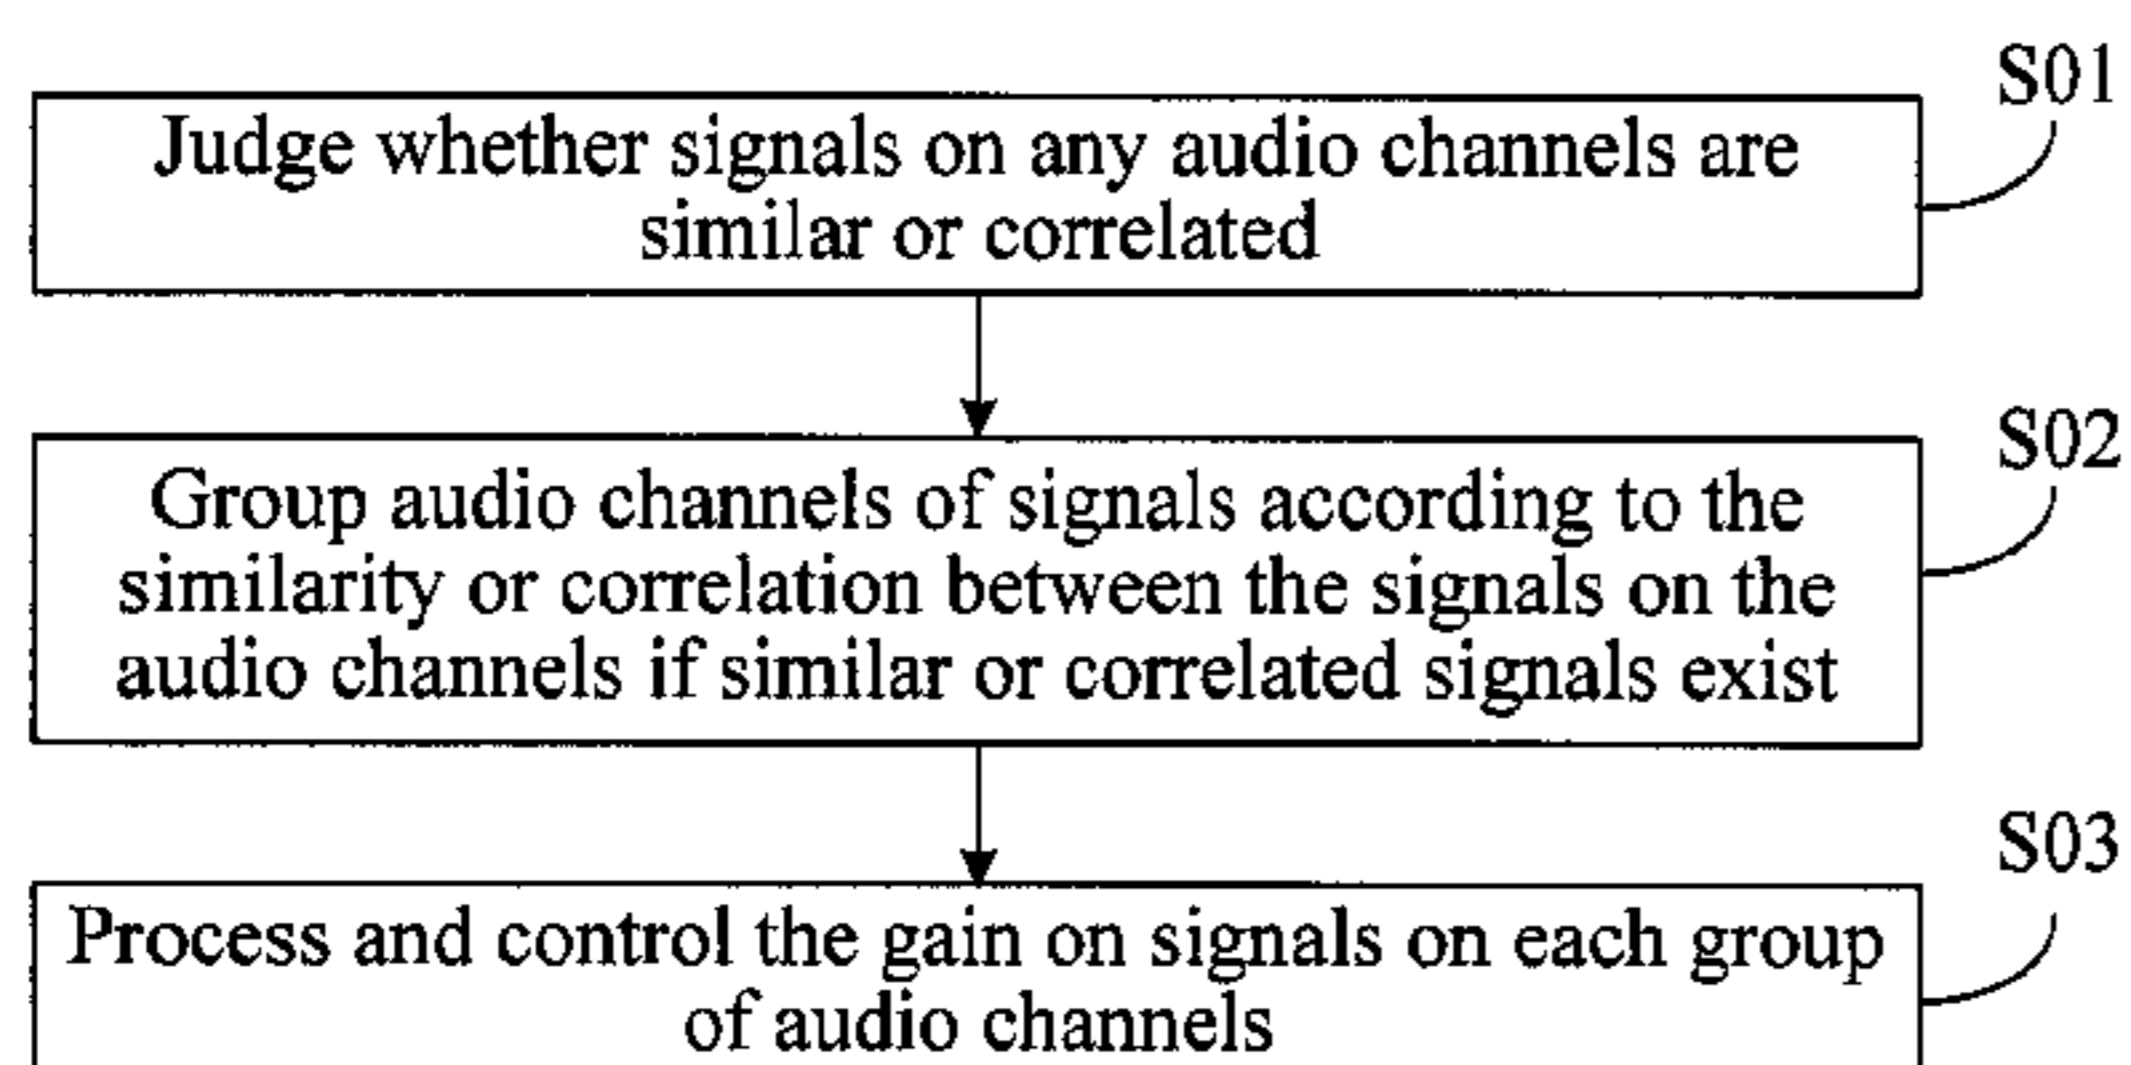 S01
Judge whether signals on any audio channels are
similar or correlated
S02
Group audio channels of signals according to the
similarity or correlation between the signals on the
audio channels if similar or correlated signals exist
S03
Process and control the gain on signals on each group
of audio channels